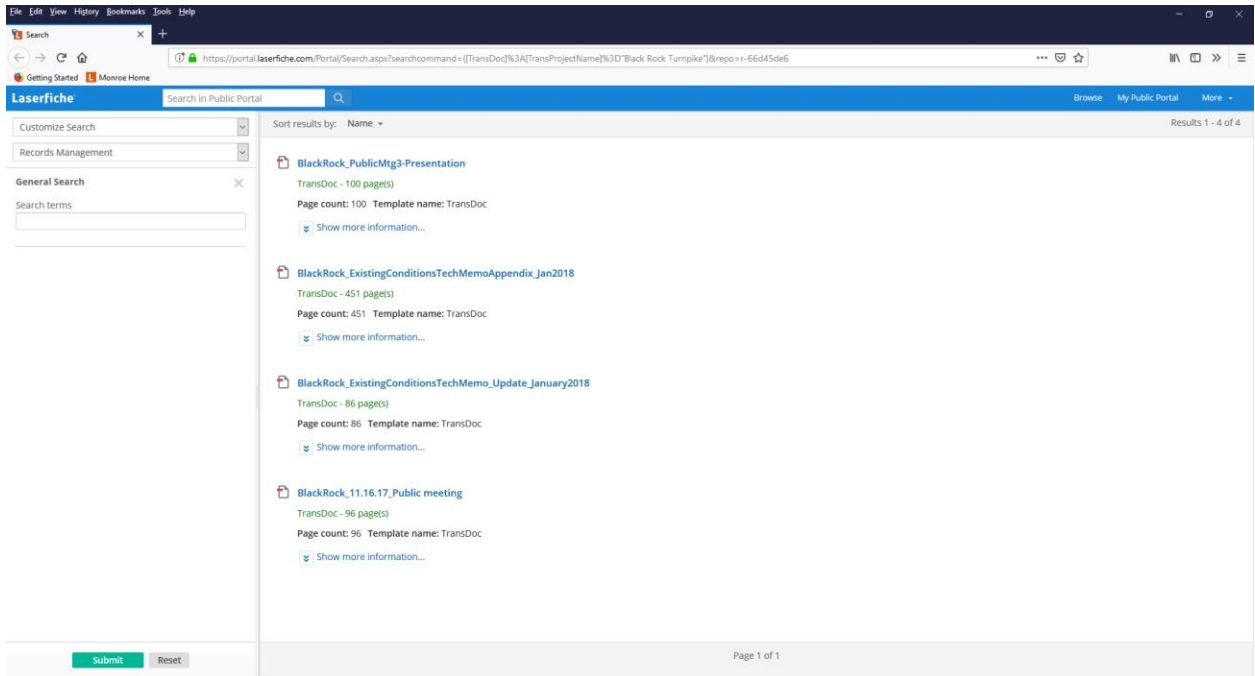 File Edit View History Bookmarks Tools Help
Search
https://portal.laserfiche.com/Portal/Search.aspx?searchcommand={[TransDoc]%3A[TransProjectName]%3D"Black Rock Turnpike"}&repo=r-66d45de6
Getting Started Monroe Home
Laserfiche Search in Public Portal Browse My Public Portal More
Customize Search Sort results by: Name Results 1 - 4 of 4
Records Management
General Search
Search terms
BlackRock_PublicMtg3-Presentation
TransDoc - 100 page(s)
Page count: 100 Template name: TransDoc
Show more information...
BlackRock_ExistingConditionsTechMemoAppendix_Jan2018
TransDoc - 451 page(s)
Page count: 451 Template name: TransDoc
Show more information...
BlackRock_ExistingConditionsTechMemo_Update_January2018
TransDoc - 86 page(s)
Page count: 86 Template name: TransDoc
Show more information...
BlackRock_11.16.17_Public meeting
TransDoc - 96 page(s)
Page count: 96 Template name: TransDoc
Show more information...
Submit Reset Page 1 of 1